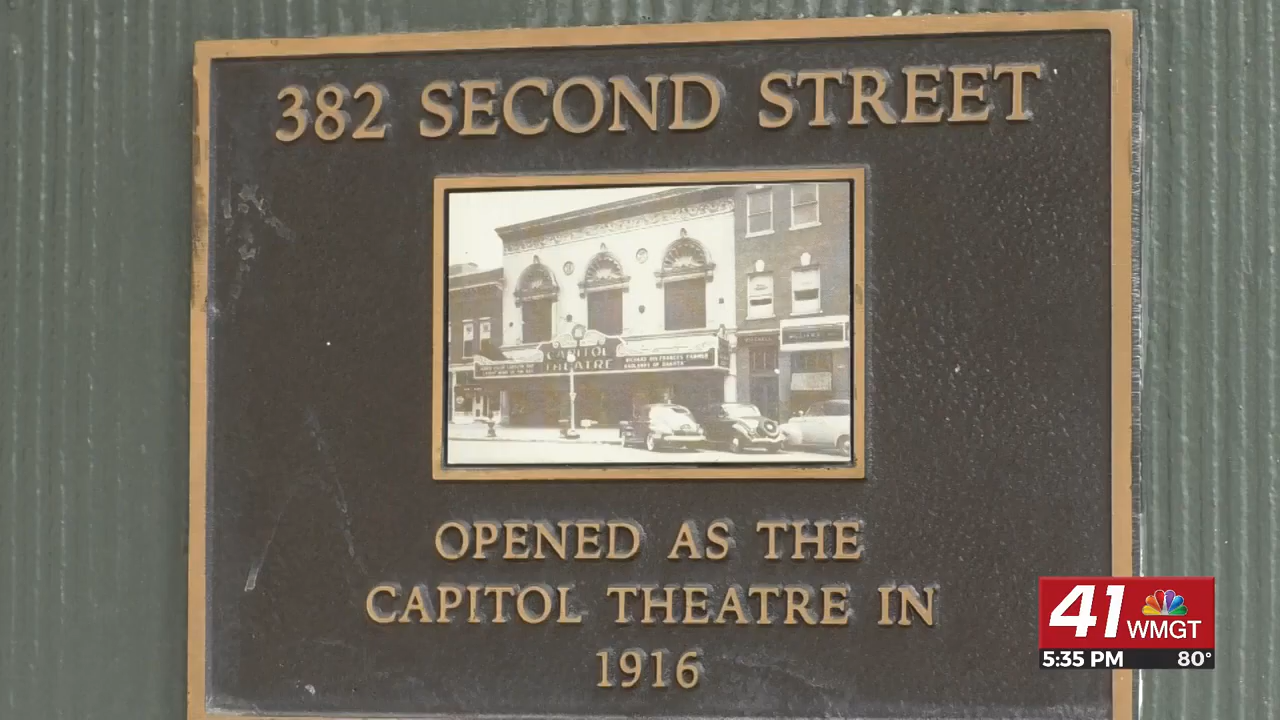 382 SECOND STREET
CAPITOL
THEATRE
OPENED AS THE
CAPITOL THEATRE IN
1916
41
WMGT
5:35 PM 80°